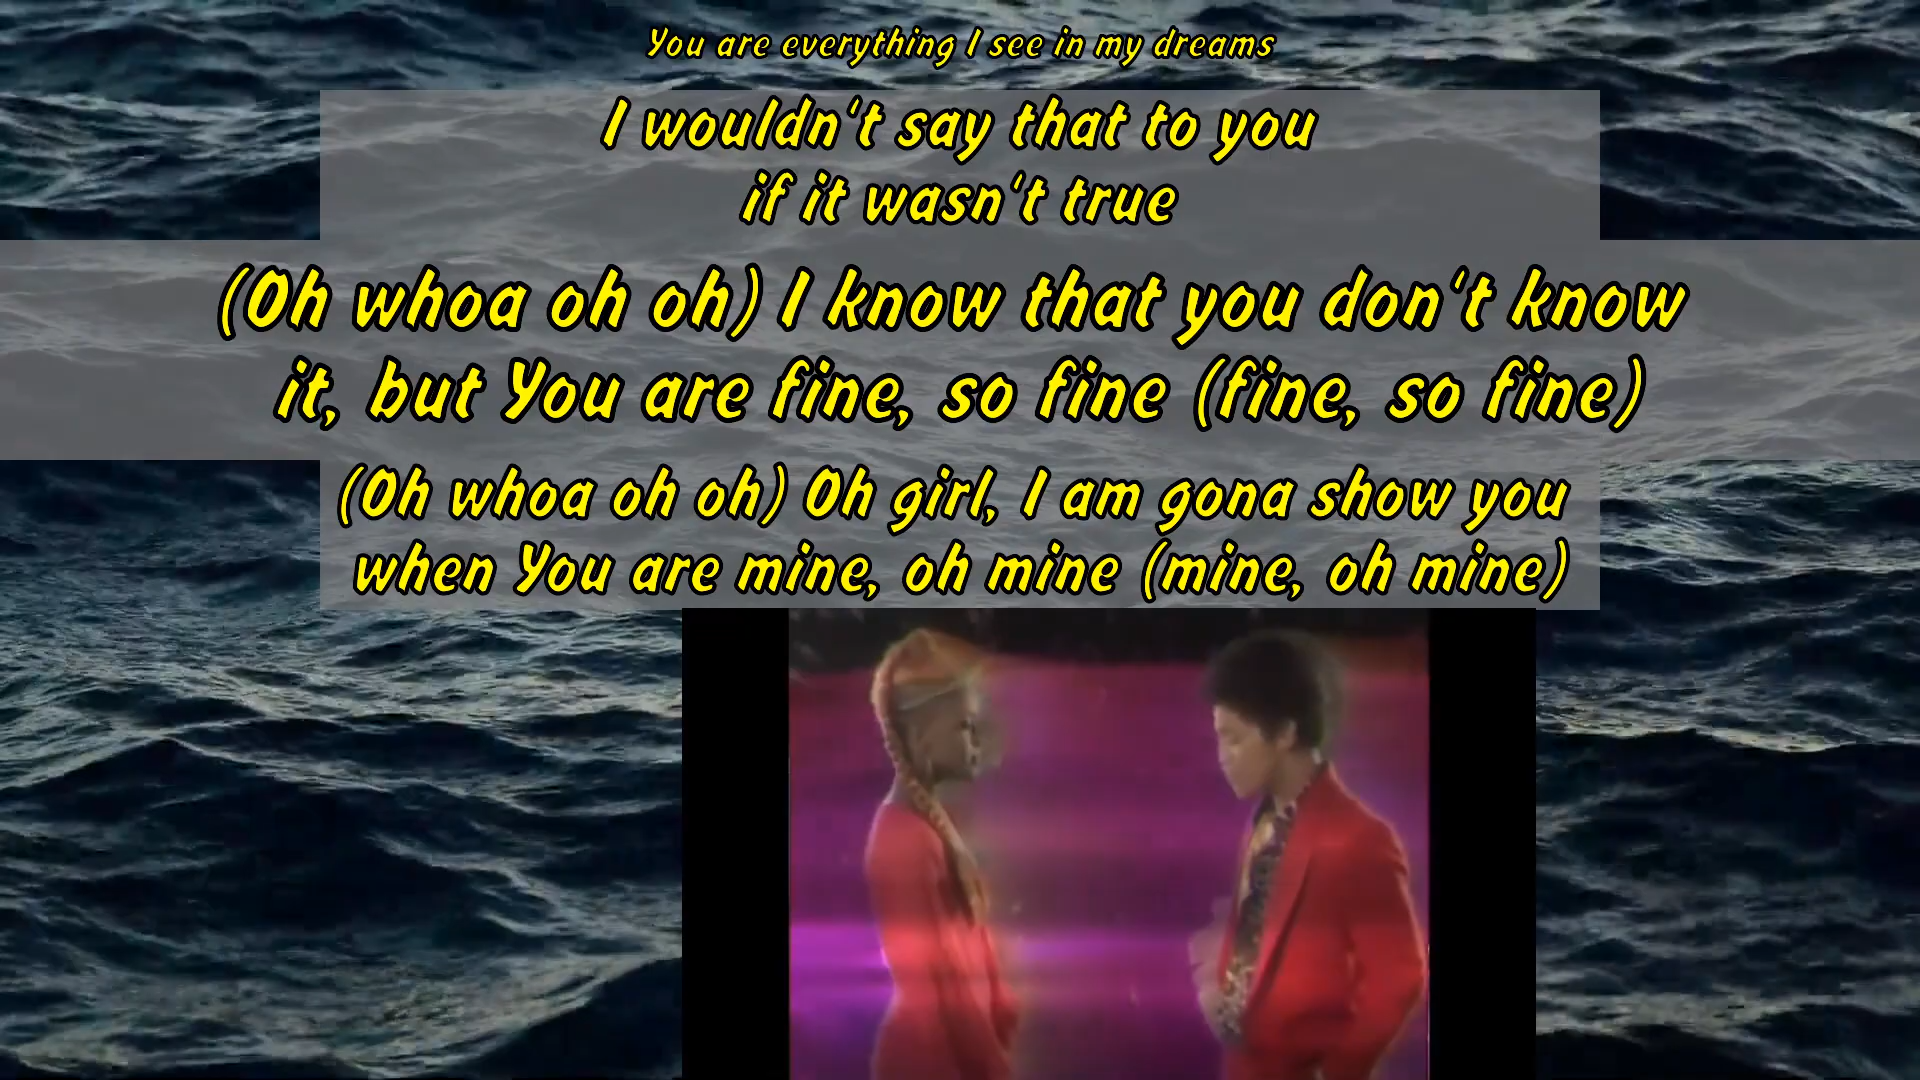 You are everything I see in my dreams
I wouldn't say that to you
if it wasn't true
(Oh whoa oh oh) I know that you don't know
it, but You are fine, so fine (fine, so fine)
(Oh whoa oh oh) Oh girl, I am gona show you
when You are mine, oh mine (mine, oh mine)